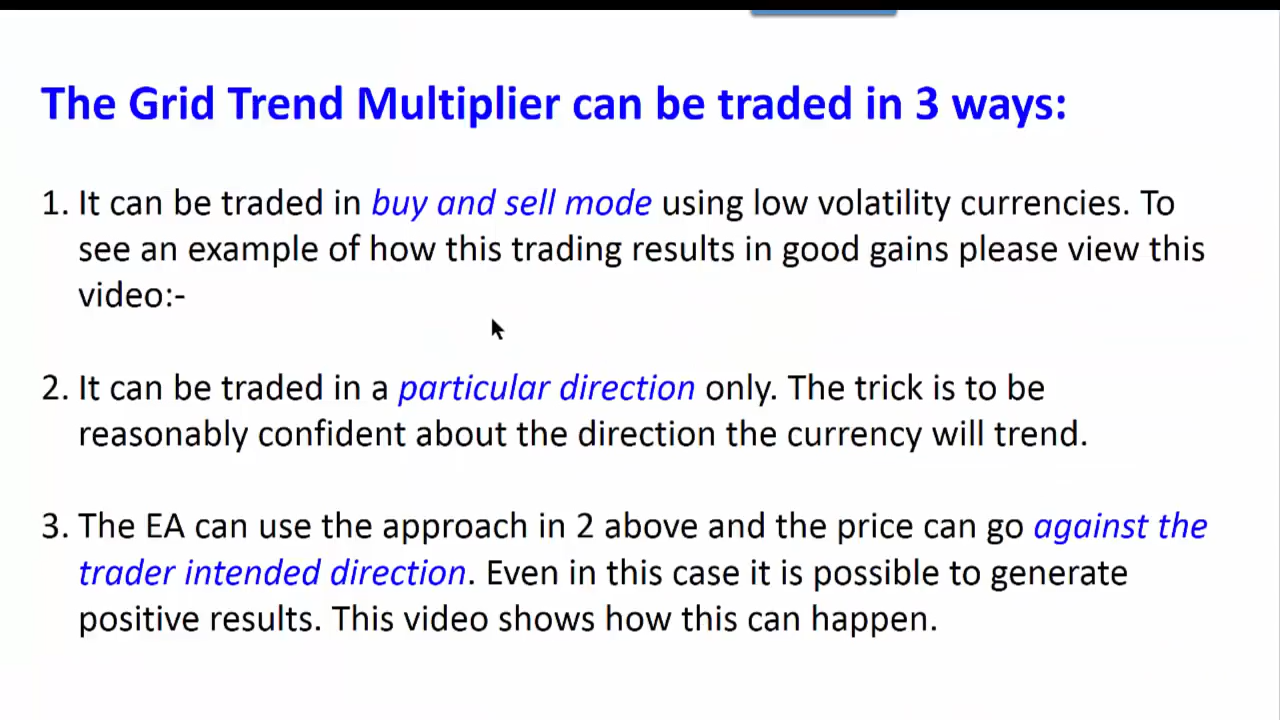 The Grid Trend Multiplier can be traded in 3 ways:
1. It can be traded in buy and sell mode using low volatility currencies. To
see an example of how this trading results in good gains please view this
video:-
2. It can be traded in a particular direction only. The trick is to be
reasonably confident about the direction the currency will trend.
3. The EA can use the approach in 2 above and the price can go against the
trader intended direction. Even in this case it is possible to generate
positive results. This video shows how this can happen.